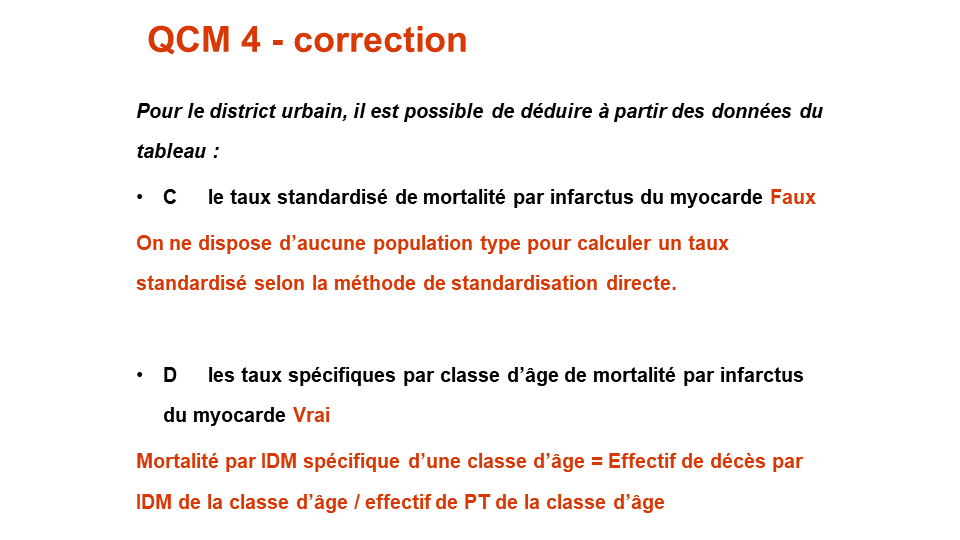 QCM 4 - correction
Pour le district urbain, il est possible de déduire à partir des données du
tableau :
• C le taux standardisé de mortalité par infarctus du myocarde Faux
On ne dispose d’aucune population type pour calculer un taux
standardisé selon la méthode de standardisation directe.
• D les taux spécifiques par classe d’âge de mortalité par infarctus
du myocarde Vrai
Mortalité par IDM spécifique d’une classe d’âge = Effectif de décès par
IDM de la classe d’âge / effectif de PT de la classe d’âge